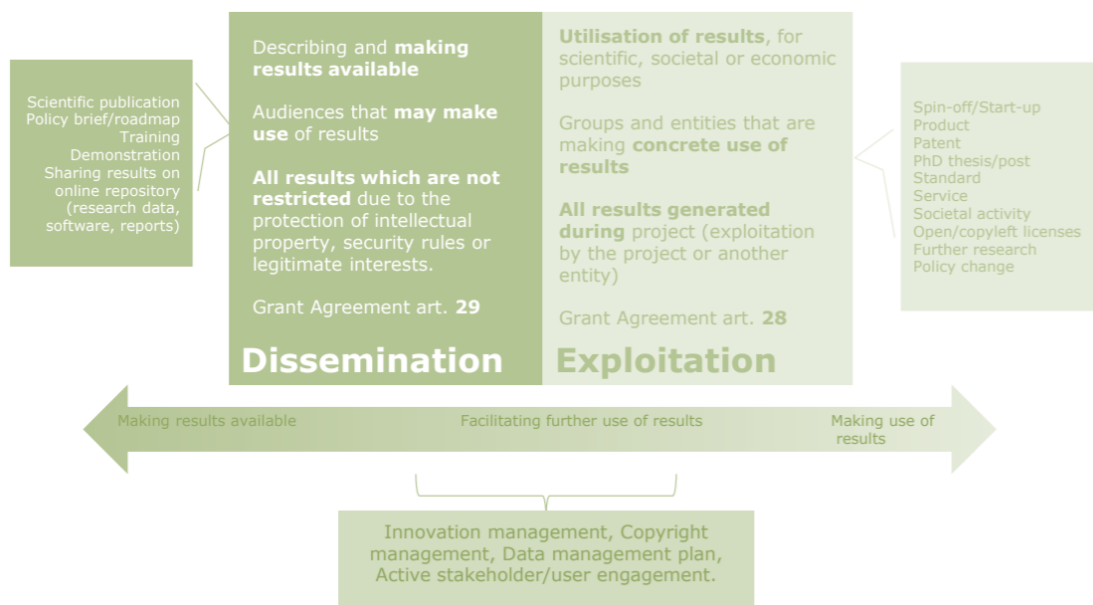 Scientific publication
Policy brief/roadmap
Training
Demonstration
Sharing results on
online repository
(research data,
software, reports)
Describing and making
results available
Audiences that may make
use of results
All results which are not
restricted due to the
protection of intellectual
property, security rules or
legitimate interests.
Grant Agreement art. 29
Dissemination
Utilisation of results, for
scientific, societal or economic
purposes
Groups and entities that are
making concrete use of
results
All results generated
during project (exploitation
by the project or another
entity)
Grant Agreement art. 28
Exploitation
Spin-off/Start-up
Product
Patent
PhD thesis/post
Standard
Service
Societal activity
Open/copyleft licenses
Further research
Policy change
Making results available
Facilitating further use of results
Making use of
results
Innovation management, Copyright
management, Data management plan,
Active stakeholder/user engagement.